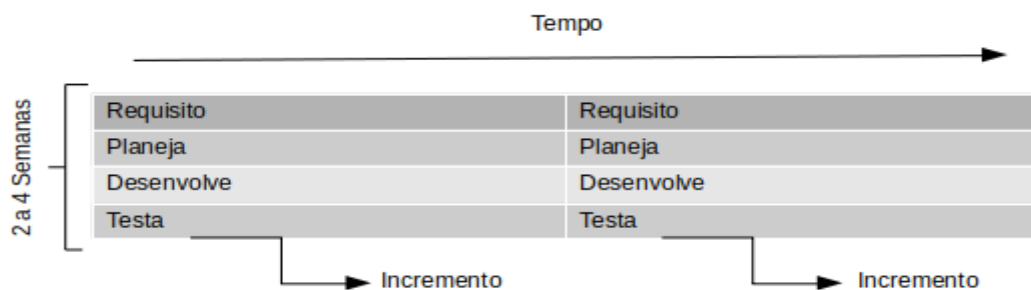 Tempo
2 a 4 Semanas
Requisito Requisito
Planeja Planeja
Desenvolve Desenvolve
Testa Testa
Incremento Incremento